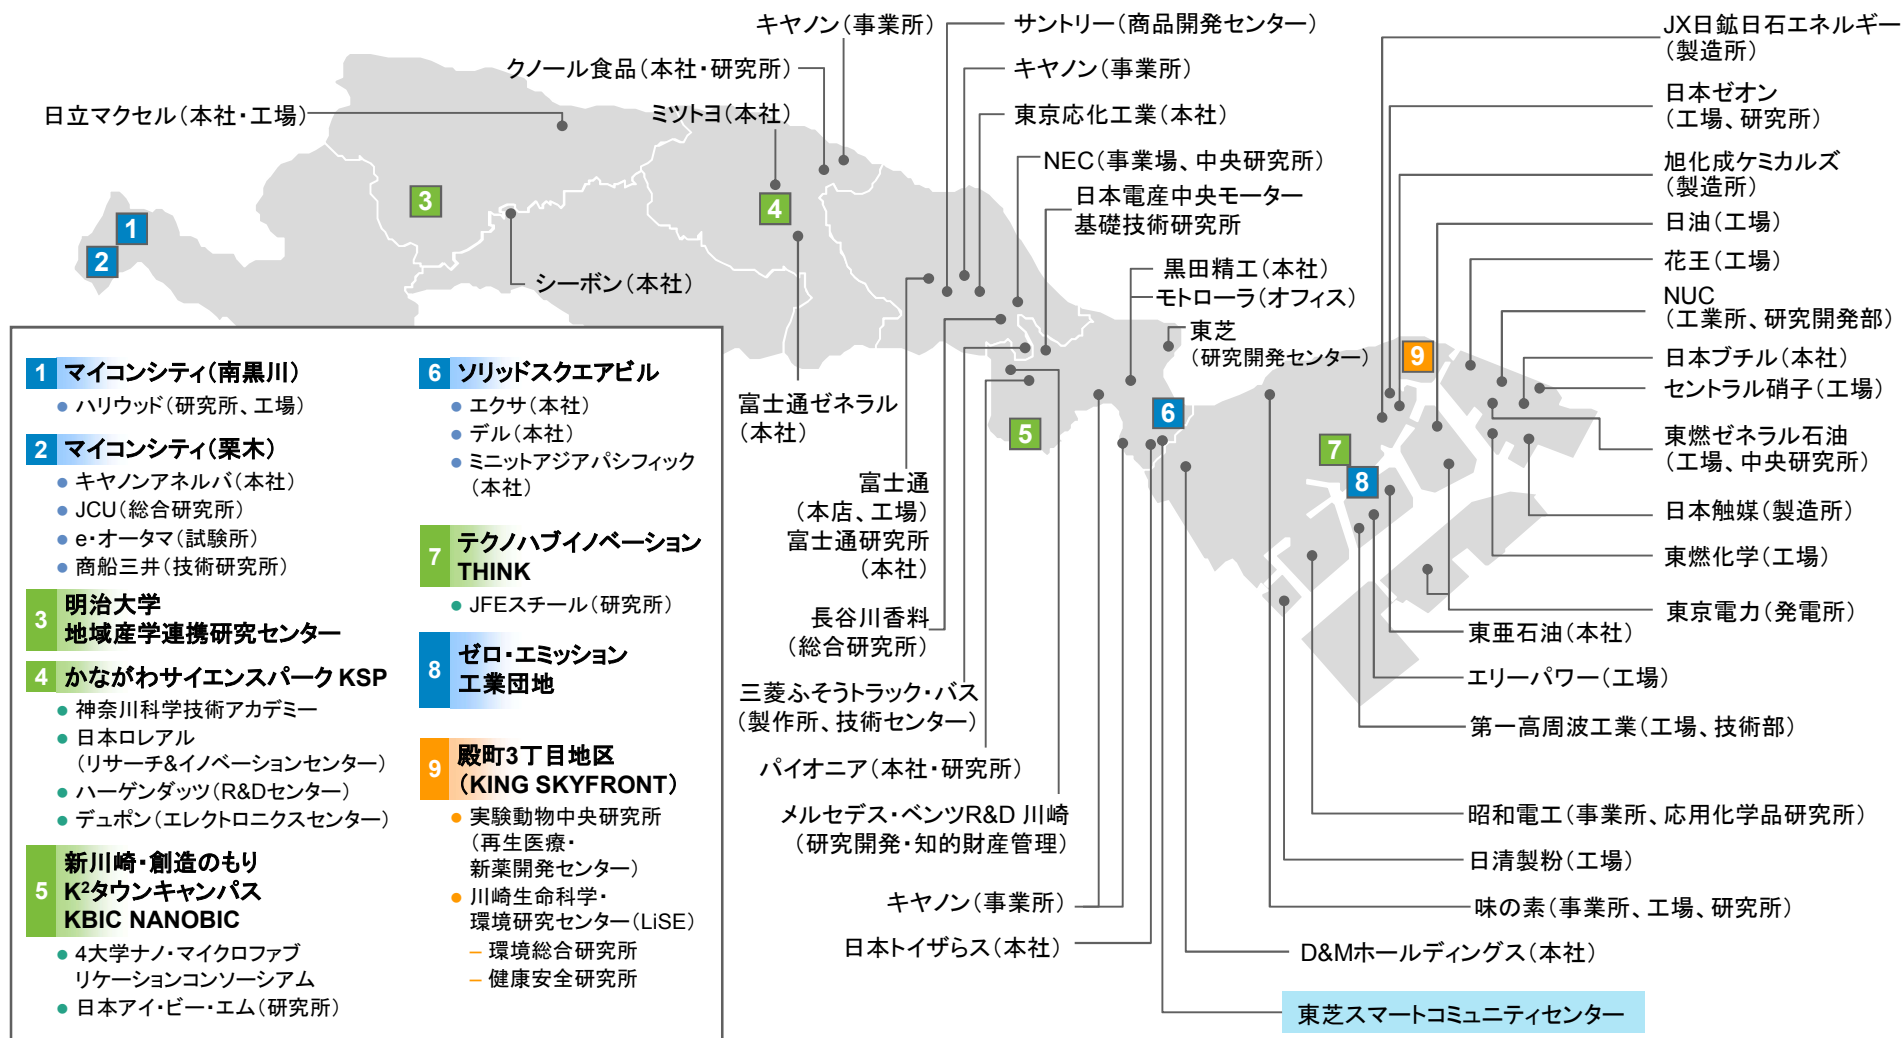 キヤノン（事業所）
クノール食品（本社・研究所）
日立マクセル（本社・工場）
ミツトヨ（本社）
サントリー（商品開発センター）
キヤノン（事業所）
東京応化工業（本社）
NEC（事業場、中央研究所）
日本電産中央モーター
基礎技術研究所
黒田精工（本社）
モトローラ（オフィス）
東芝
（研究開発センター）
シーボン（本社）
JX日鉱日石エネルギー
（製造所）
日本ゼオン
（工場、研究所）
旭化成ケミカルズ
（製造所）
日油（工場）
花王（工場）
NUC
（工業所、研究開発部）
日本ブチル（本社）
セントラル硝子（工場）
東燃ゼネラル石油
（工場、中央研究所）
日本触媒（製造所）
東燃化学（工場）
東京電力（発電所）
東亜石油（本社）
エリーパワー（工場）
第一高周波工業（工場、技術部）
昭和電工（事業所、応用化学品研究所）
日清製粉（工場）
味の素（事業所、工場、研究所）
D&Mホールディングス（本社）
東芝スマートコミュニティセンター
富士通ゼネラル
（本社）
富士通
（本店、工場）
富士通研究所
（本社）
長谷川香料
（総合研究所）
三菱ふそうトラック・バス
（製作所、技術センター）
パイオニア（本社・研究所）
メルセデス・ベンツR&D 川崎
（研究開発・知的財産管理）
キヤノン（事業所）
日本トイザらス（本社）
1
2
3
4
5
6
7
8
9
1 マイコンシティ（南黒川）
● ハリウッド（研究所、工場）
2 マイコンシティ（栗木）
● キヤノンアネルバ（本社）
● JCU（総合研究所）
● e・オータマ（試験所）
● 商船三井（技術研究所）
3 明治大学
地域産学連携研究センター
4 かながわサイエンスパーク KSP
● 神奈川科学技術アカデミー
● 日本ロレアル
（リサーチ&イノベーションセンター）
● ハーゲンダッツ（R&Dセンター）
● デュポン（エレクトロニクスセンター）
5 新川崎・創造のもり
K²タウンキャンパス
KBIC NANOBIC
● 4大学ナノ・マイクロファブ
リケーションコンソーシアム
● 日本アイ・ビー・エム（研究所）
6 ソリッドスクエアビル
● エクサ（本社）
● デル（本社）
● ミニットアジアパシフィック
（本社）
7 テクノハブイノベーション
THINK
● JFEスチール（研究所）
8 ゼロ・エミッション
工業団地
9 殿町3丁目地区
（KING SKYFRONT）
● 実験動物中央研究所
（再生医療・
新薬開発センター）
● 川崎生命科学・
環境研究センター（LiSE）
– 環境総合研究所
– 健康安全研究所